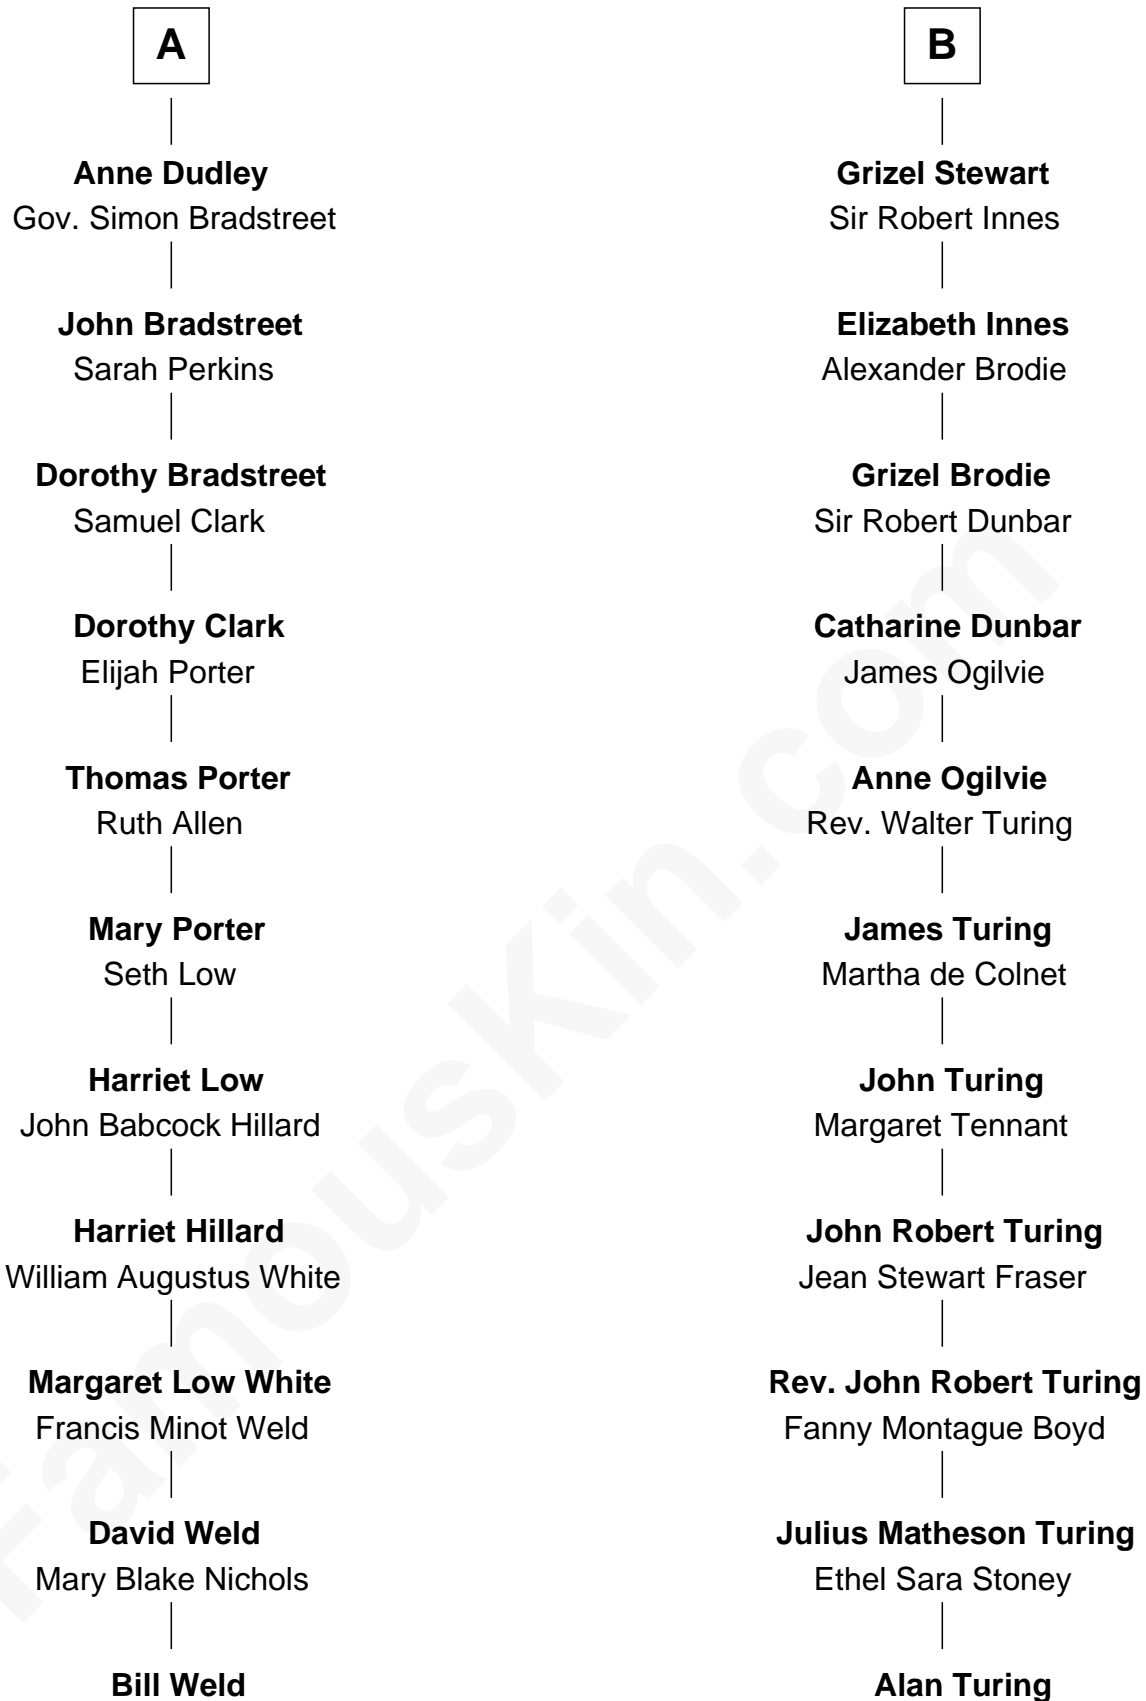 A
Anne Dudley
Gov. Simon Bradstreet
John Bradstreet
Sarah Perkins
Dorothy Bradstreet
Samuel Clark
Dorothy Clark
Elijah Porter
Thomas Porter
Ruth Allen
Mary Porter
Seth Low
Harriet Low
John Babcock Hillard
Harriet Hillard
William Augustus White
Margaret Low White
Francis Minot Weld
David Weld
Mary Blake Nichols
Bill Weld
B
Grizel Stewart
Sir Robert Innes
Elizabeth Innes
Alexander Brodie
Grizel Brodie
Sir Robert Dunbar
Catharine Dunbar
James Ogilvie
Anne Ogilvie
Rev. Walter Turing
James Turing
Martha de Colnet
John Turing
Margaret Tennant
John Robert Turing
Jean Stewart Fraser
Rev. John Robert Turing
Fanny Montague Boyd
Julius Matheson Turing
Ethel Sara Stoney
Alan Turing
FamousKin.com